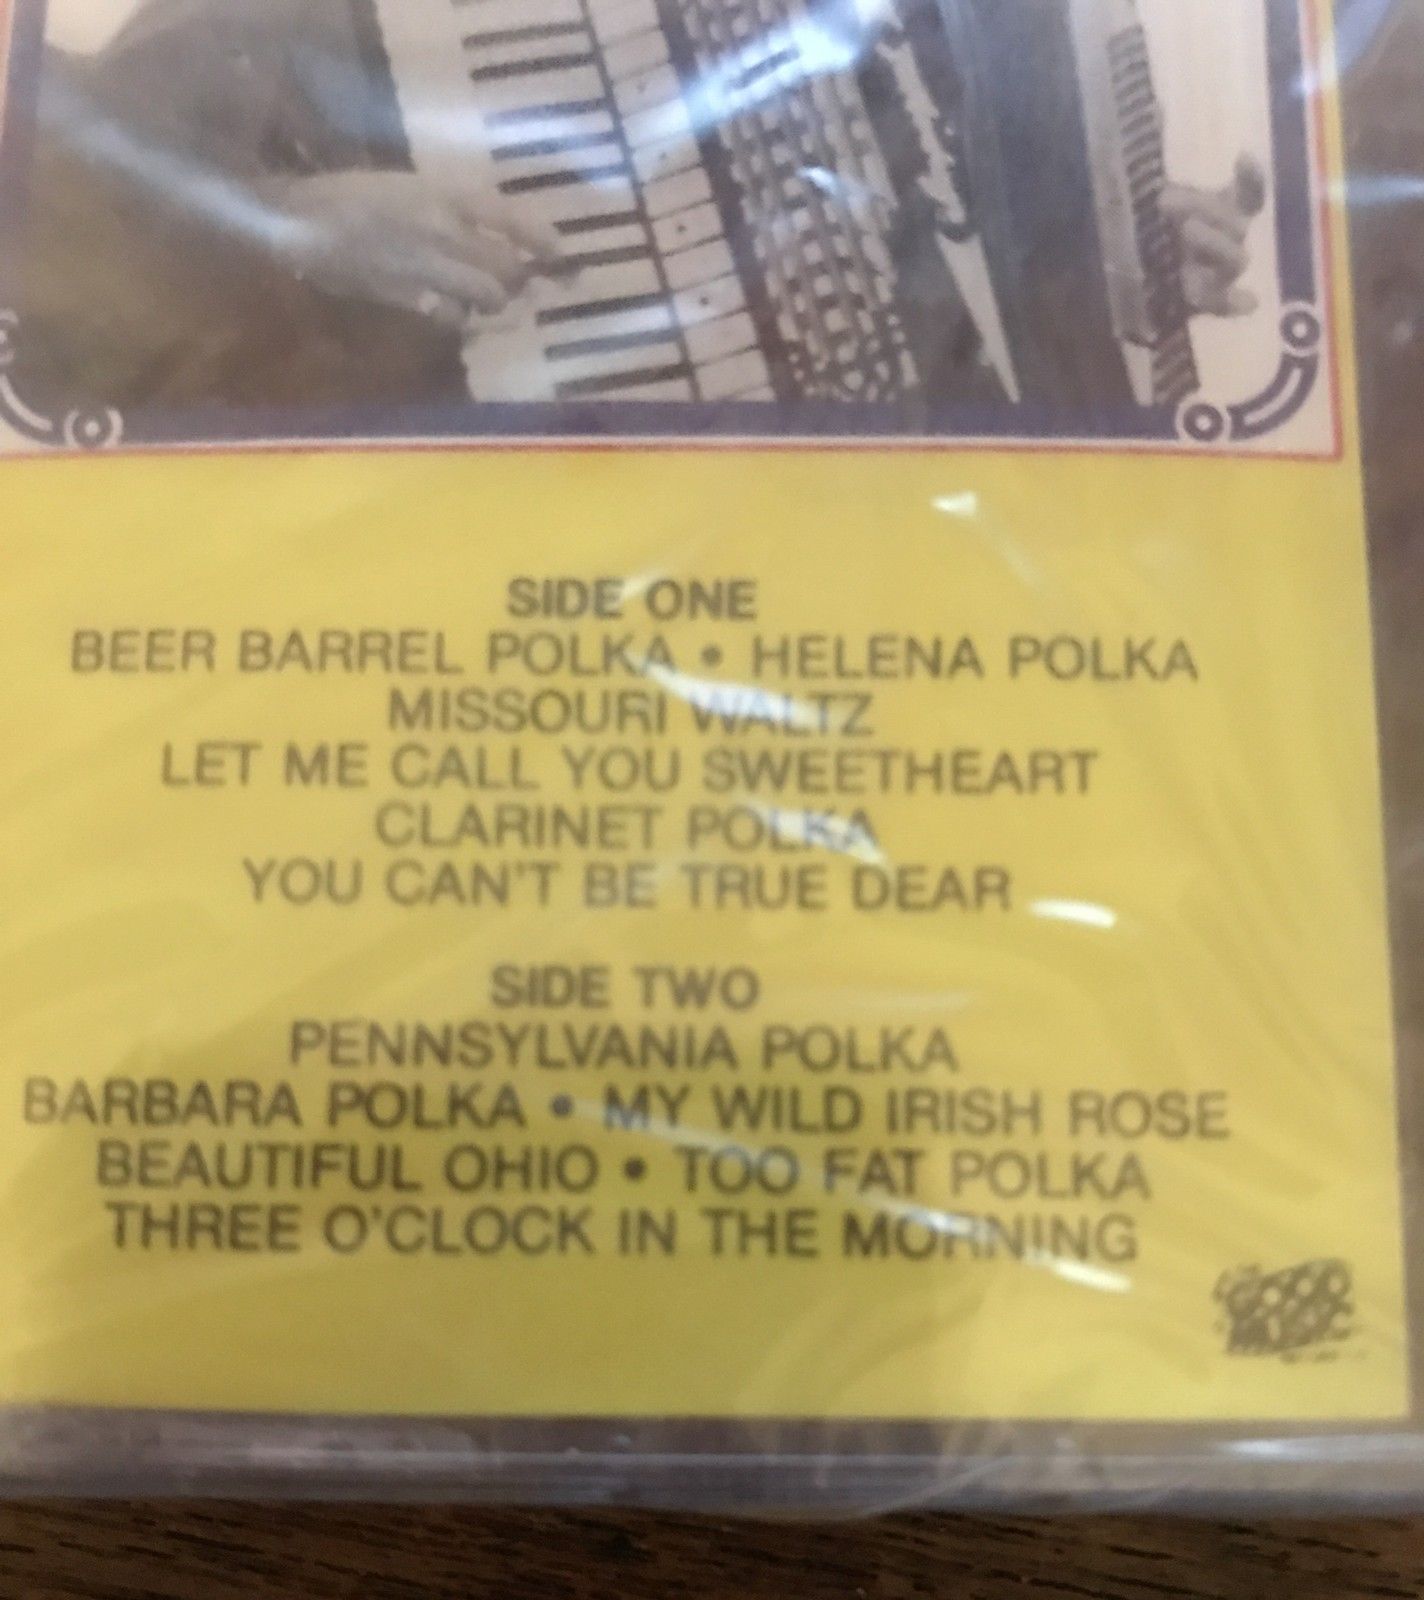 SIDE ONE
BEER BARREL POLKA • HELENA POLKA
MISSOURI WALTZ
LET ME CALL YOU SWEETHEART
CLARINET POLKA
YOU CAN'T BE TRUE DEAR
SIDE TWO
PENNSYLVANIA POLKA
BARBARA POLKA • MY WILD IRISH ROSE
BEAUTIFUL OHIO • TOO FAT POLKA
THREE O'CLOCK IN THE MORNING
GOOD
MUSIC